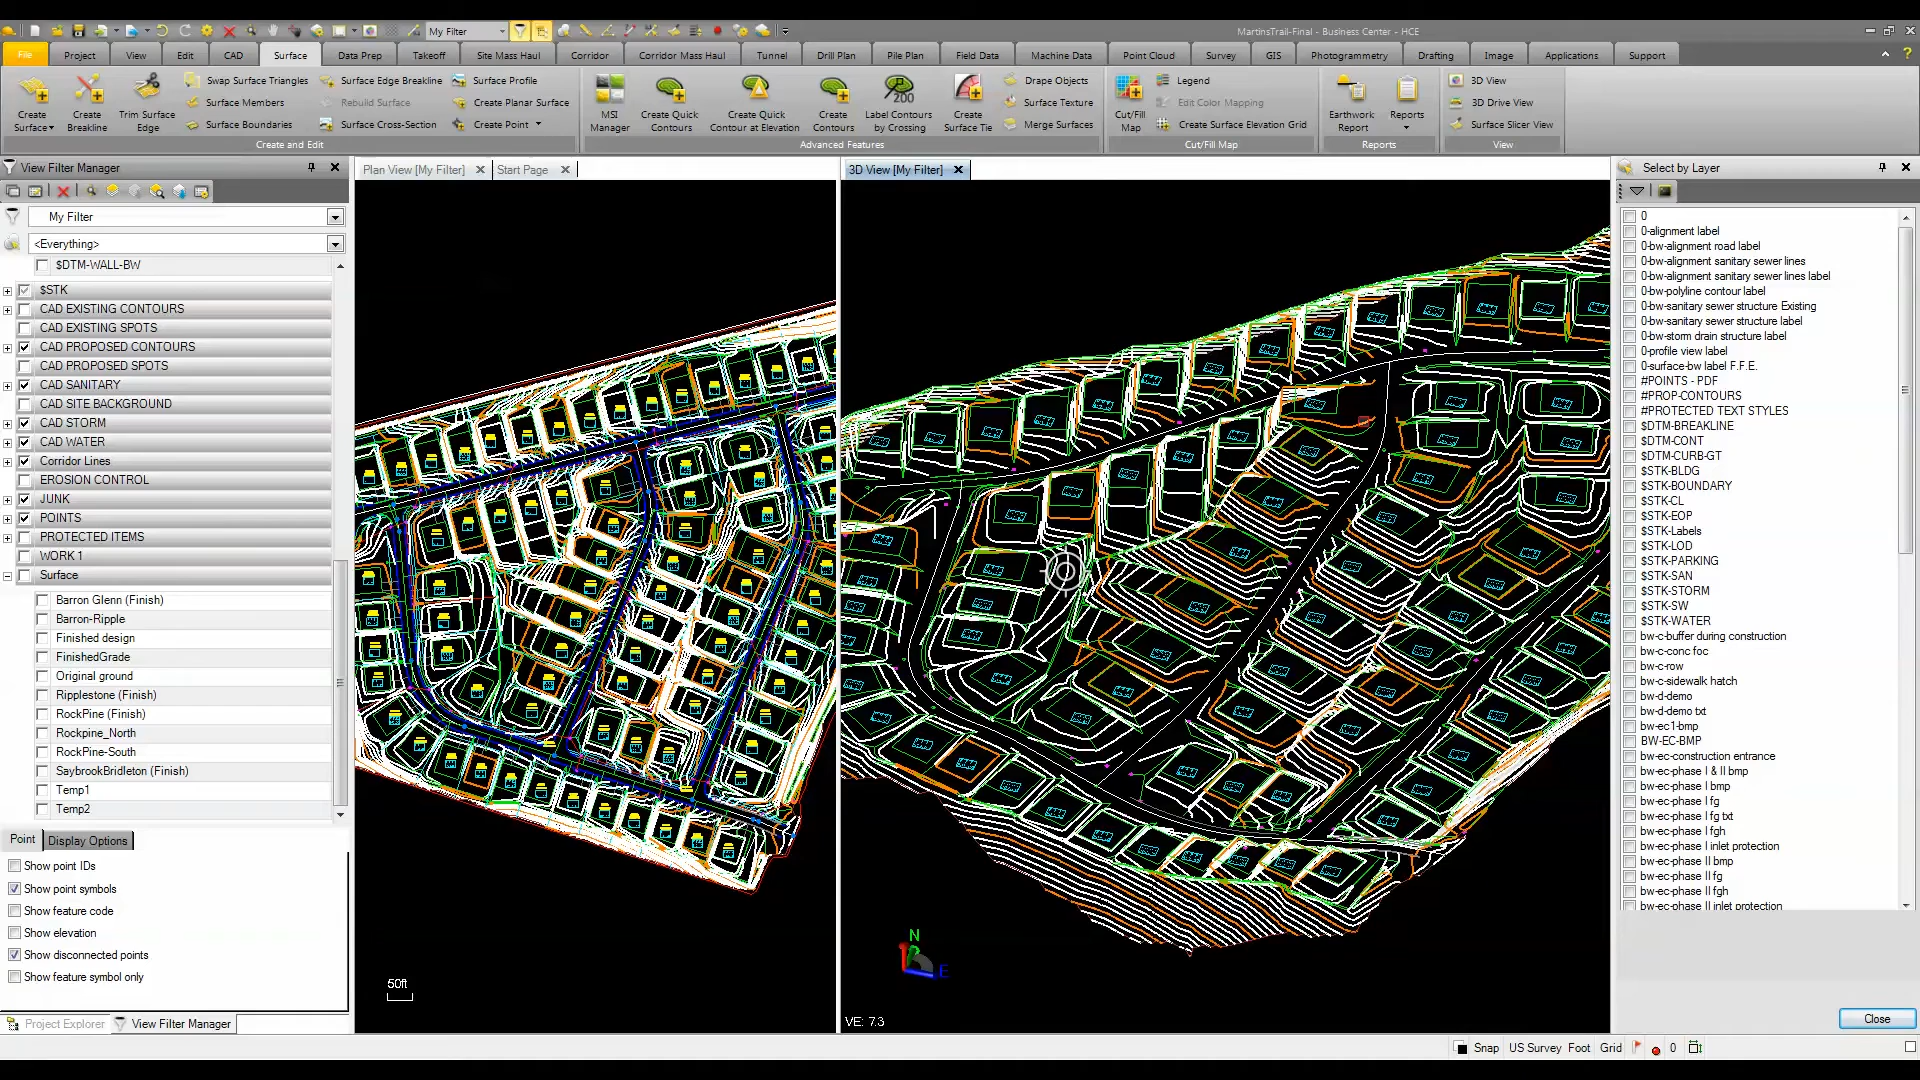 My Filter
MartinsTrail-Final - Business Center - HCE
File
Project
View
Edit
CAD
Surface
Data Prep
Takeoff
Site Mass Haul
Corridor
Corridor Mass Haul
Tunnel
Drill Plan
Pile Plan
Field Data
Machine Data
Point Cloud
Survey
GIS
Photogrammetry
Drafting
Image
Applications
Support
Create Surface
Create Breakline
Trim Surface Edge
Swap Surface Triangles
Surface Members
Surface Boundaries
Surface Edge Breakline
Rebuild Surface
Surface Cross-Section
Surface Profile
Create Planar Surface
Create Point
Create and Edit
MSI Manager
Create Quick Contours
Create Quick Contour at Elevation
Create Contours
200
Label Contours by Crossing
Create Surface Tie
Drape Objects
Surface Texture
Merge Surfaces
Advanced Features
Cut/Fill Map
Legend
Edit Color Mapping
Create Surface Elevation Grid
Cut/Fill Map
Earthwork Report
Reports
Reports
3D View
3D Drive View
Surface Slicer View
View
View Filter Manager
My Filter
<Everything>
$DTM-WALL-BW
$STK
CAD EXISTING CONTOURS
CAD EXISTING SPOTS
CAD PROPOSED CONTOURS
CAD PROPOSED SPOTS
CAD SANITARY
CAD SITE BACKGROUND
CAD STORM
CAD WATER
Corridor Lines
EROSION CONTROL
JUNK
POINTS
PROTECTED ITEMS
WORK 1
Surface
Barron Glenn (Finish)
Barron-Ripple
Finished design
FinishedGrade
Original ground
Ripplestone (Finish)
RockPine (Finish)
Rockpine_North
RockPine-South
SaybrookBridleton (Finish)
Temp1
Temp2
Point
Display Options
Show point IDs
Show point symbols
Show feature code
Show elevation
Show disconnected points
Show feature symbol only
Project Explorer
View Filter Manager
Plan View [My Filter]
Start Page
50ft
3D View [My Filter]
N
E
VE: 7.3
Select by Layer
0
0-alignment label
0-bw-alignment road label
0-bw-alignment sanitary sewer lines
0-bw-alignment sanitary sewer lines label
0-bw-polyline contour label
0-bw-sanitary sewer structure Existing
0-bw-sanitary sewer structure label
0-bw-storm drain structure label
0-profile view label
0-surface-bw label F.F.E.
#POINTS - PDF
#PROP-CONTOURS
#PROTECTED TEXT STYLES
$DTM-BREAKLINE
$DTM-CONT
$DTM-CURB-GT
$STK-BLDG
$STK-BOUNDARY
$STK-CL
$STK-EOP
$STK-Labels
$STK-LOD
$STK-PARKING
$STK-SAN
$STK-STORM
$STK-SW
$STK-WATER
bw-c-buffer during construction
bw-c-conc foc
bw-c-row
bw-c-sidewalk hatch
bw-d-demo
bw-d-demo txt
bw-ec1-bmp
BW-EC-BMP
bw-ec-construction entrance
bw-ec-phase I & II bmp
bw-ec-phase I bmp
bw-ec-phase I fg
bw-ec-phase I fg txt
bw-ec-phase I fgh
bw-ec-phase I inlet protection
bw-ec-phase II bmp
bw-ec-phase II fg
bw-ec-phase II fgh
bw-ec-phase II inlet protection
Close
Snap
US Survey Foot
Grid
0